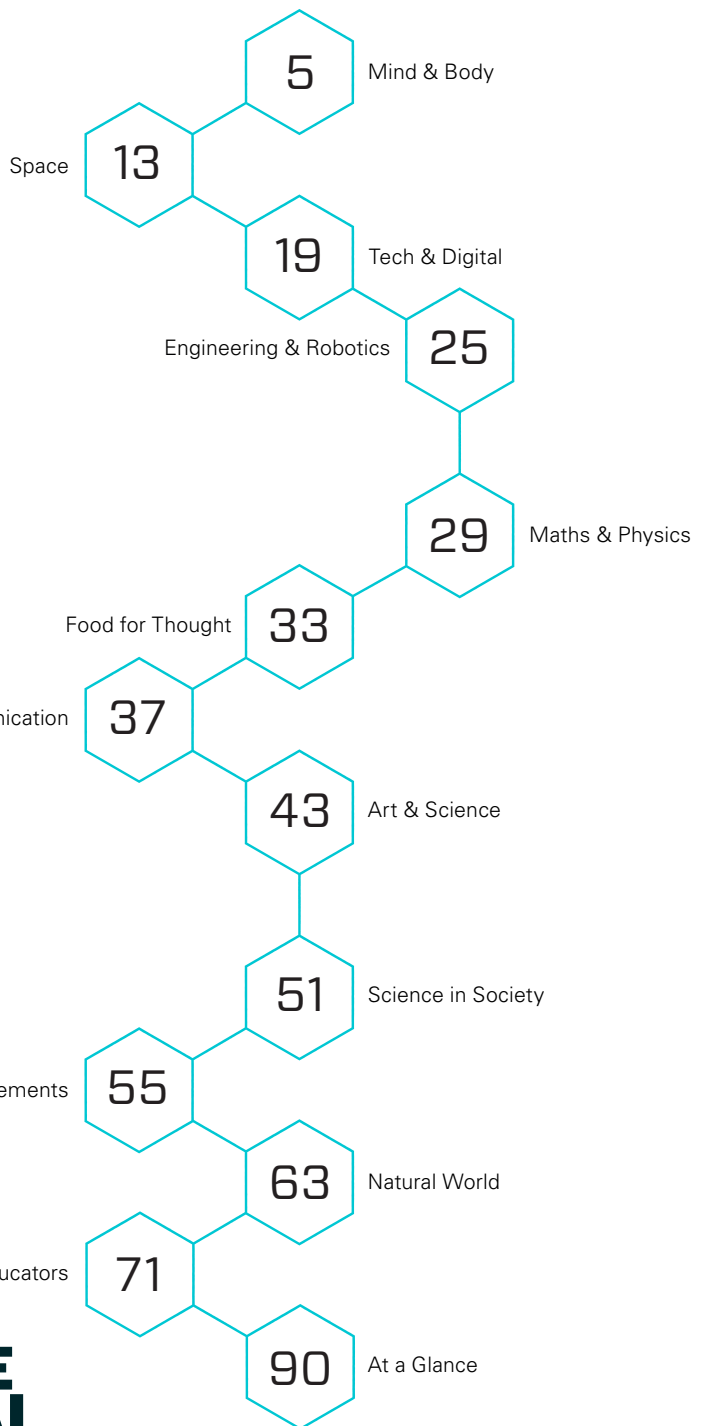 5
Mind & Body
Space
13
19
Tech & Digital
Engineering & Robotics
25
29
Maths & Physics
Food for Thought
33
37
43
Art & Science
51
Science in Society
55
63
Natural World
71
90
At a Glance